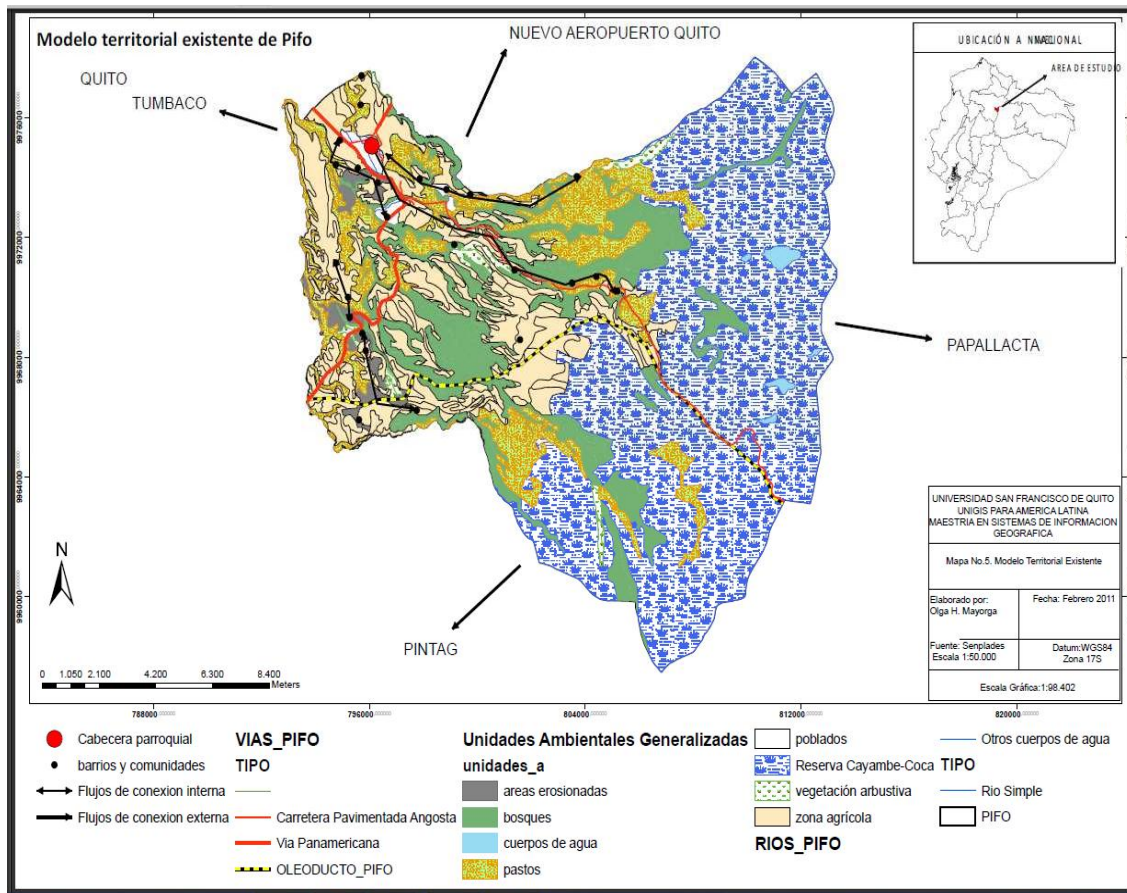 Modelo territorial existente de Pifo
NUEVO AEROPUERTO QUITO
QUITO
TUMBACO
PAPALLACTA
PINTAG
UBICACIÓN A NNAECIONAL
AREA DE ESTUDIO
9976000
9972000
9968000
9964000
9960000
N
0 1.050 2.100 4.200 6.300 8.400
Meters
788000
796000
804000
812000
820000
UNIVERSIDAD SAN FRANCISCO DE QUITO
UNIGIS PARA AMERICA LATINA
MAESTRIA EN SISTEMAS DE INFORMACION
GEOGRAFICA
Mapa No.5. Modelo Territorial Existente
Elaborado por:
Olga H. Mayorga
Fecha: Febrero 2011
Fuente: Senplades
Escala 1:50.000
Datum:WGS84
Zona 17S
Escala Gráfica:1:98.402
Cabecera parroquial
barrios y comunidades
Flujos de conexion interna
Flujos de conexion externa
VIAS_PIFO
TIPO
Carretera Pavimentada Angosta
Via Panamericana
OLEODUCTO_PIFO
Unidades Ambientales Generalizadas
unidades_a
areas erosionadas
bosques
cuerpos de agua
pastos
poblados
Reserva Cayambe-Coca
vegetación arbustiva
zona agrícola
RIOS_PIFO
Otros cuerpos de agua
TIPO
Rio Simple
PIFO